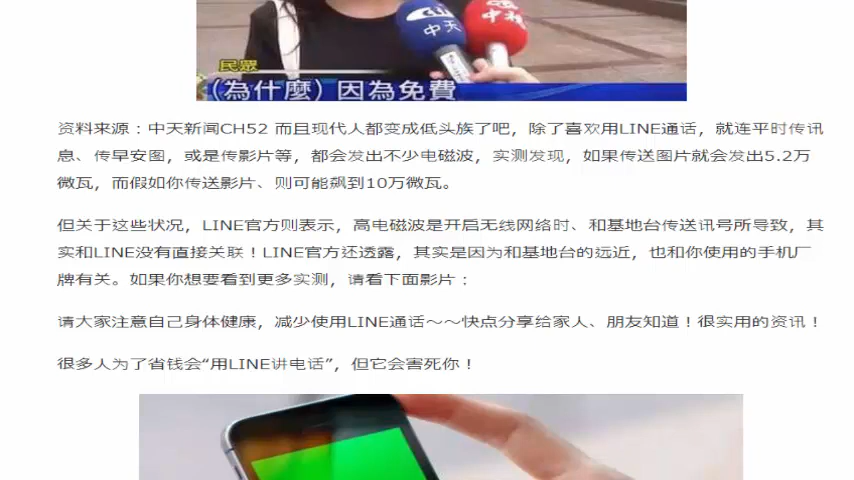 中天
中視
民眾
（為什麼）因為免費
资料来源：中天新闻CH52 而且现代人都变成低头族了吧，除了喜欢用LINE通话，就连平时传讯
息、传早安图，或是传影片等，都会发出不少电磁波，实测发现，如果传送图片就会发出5.2万
微瓦，而假如你传送影片、则可能飙到10万微瓦。
但关于这些状况，LINE官方则表示，高电磁波是开启无线网络时、和基地台传送讯号所导致，其
实和LINE没有直接关联！LINE官方还透露，其实是因为和基地台的远近，也和你使用的手机厂
牌有关。如果你想要看到更多实测，请看下面影片：
请大家注意自己身体健康，减少使用LINE通话～～快点分享给家人、朋友知道！很实用的资讯！
很多人为了省钱会“用LINE讲电话”，但它会害死你！